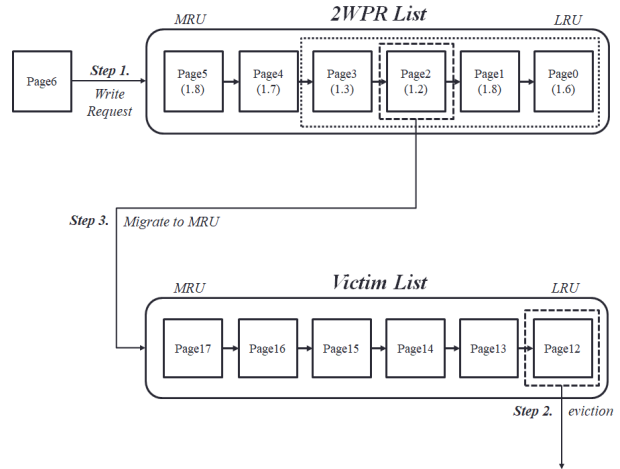 2WPR List
MRU
LRU
Page6
Step 1.
Write
Request
Page5
(1.8)
Page4
(1.7)
Page3
(1.3)
Page2
(1.2)
Page1
(1.8)
Page0
(1.6)
Step 3. Migrate to MRU
Victim List
MRU
LRU
Page17
Page16
Page15
Page14
Page13
Page12
Step 2. eviction